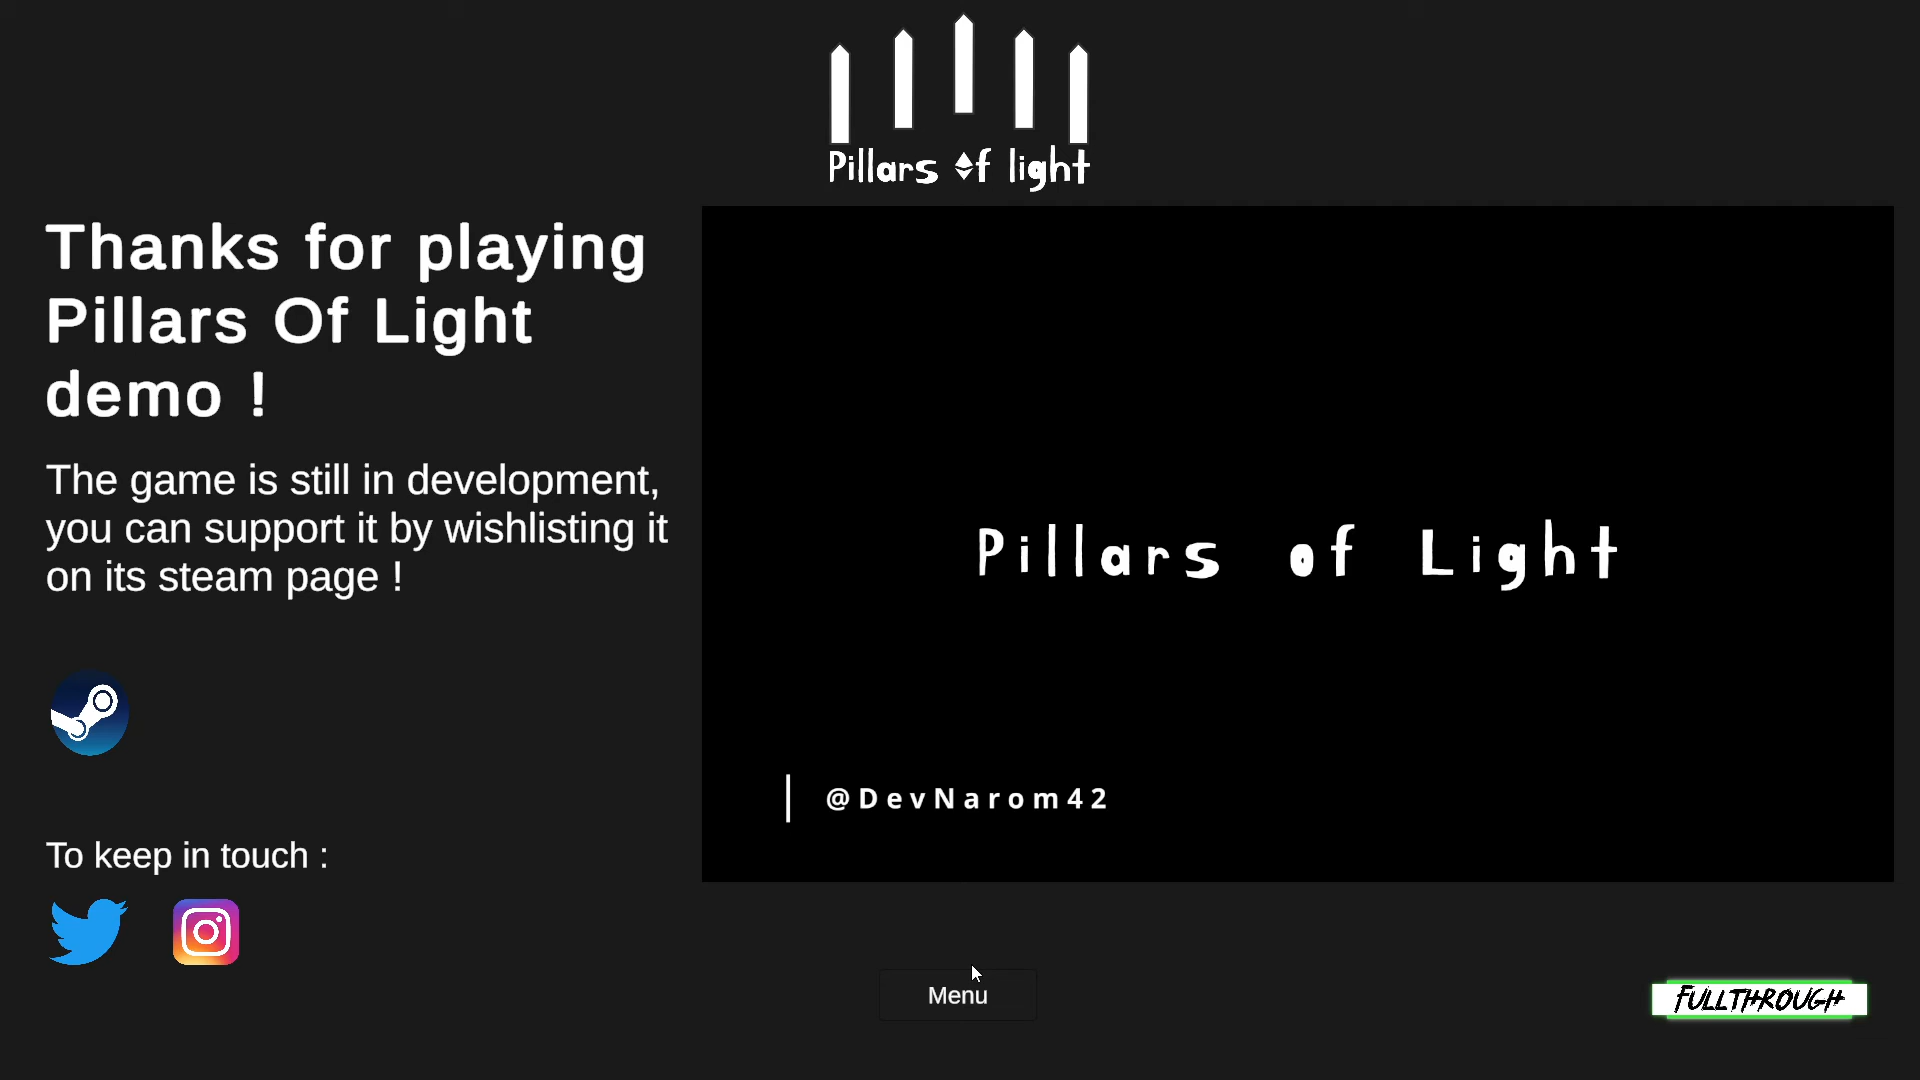 Pillars Of light
Thanks for playing
Pillars Of Light
demo !
The game is still in development,
you can support it by wishlisting it
on its steam page !
Pillars of Light
@DevNarom42
To keep in touch :
Menu
FULLTHROUGH